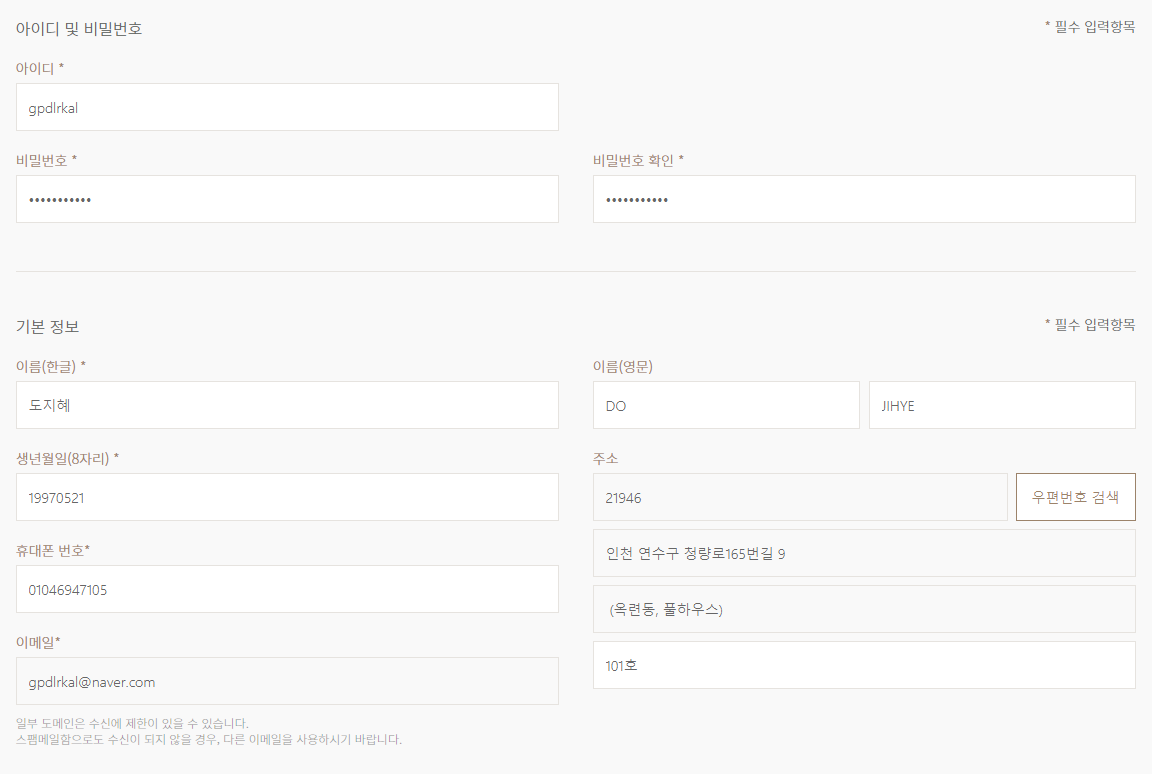 아이디 및 비밀번호
* 필수 입력항목
아이디 *
gpdlrkal
비밀번호 *
비밀번호 확인 *
•••••••••••
•••••••••••
기본 정보
* 필수 입력항목
이름(한글) *
이름(영문)
도지혜
DO
JIHYE
생년월일(8자리) *
주소
19970521
21946
우편번호 검색
휴대폰 번호*
인천 연수구 청량로165번길 9
01046947105
(옥련동, 풀하우스)
이메일*
101호
gpdlrkal@naver.com
일부 도메인은 수신에 제한이 있을 수 있습니다.
스팸메일함으로도 수신이 되지 않을 경우, 다른 이메일을 사용하시기 바랍니다.